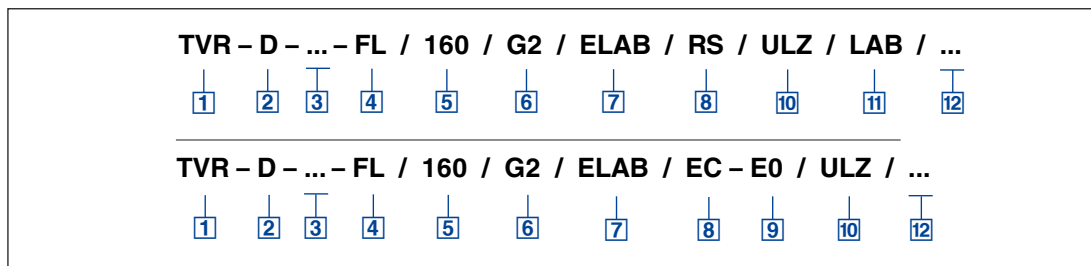 TVR – D – ... – FL / 160 / G2 / ELAB / RS / ULZ / LAB / ...
1 2 3 4 5 6 7 8 10 11 12
TVR – D – ... – FL / 160 / G2 / ELAB / EC – E0 / ULZ / ...
1 2 3 4 5 6 7 8 9 10 12